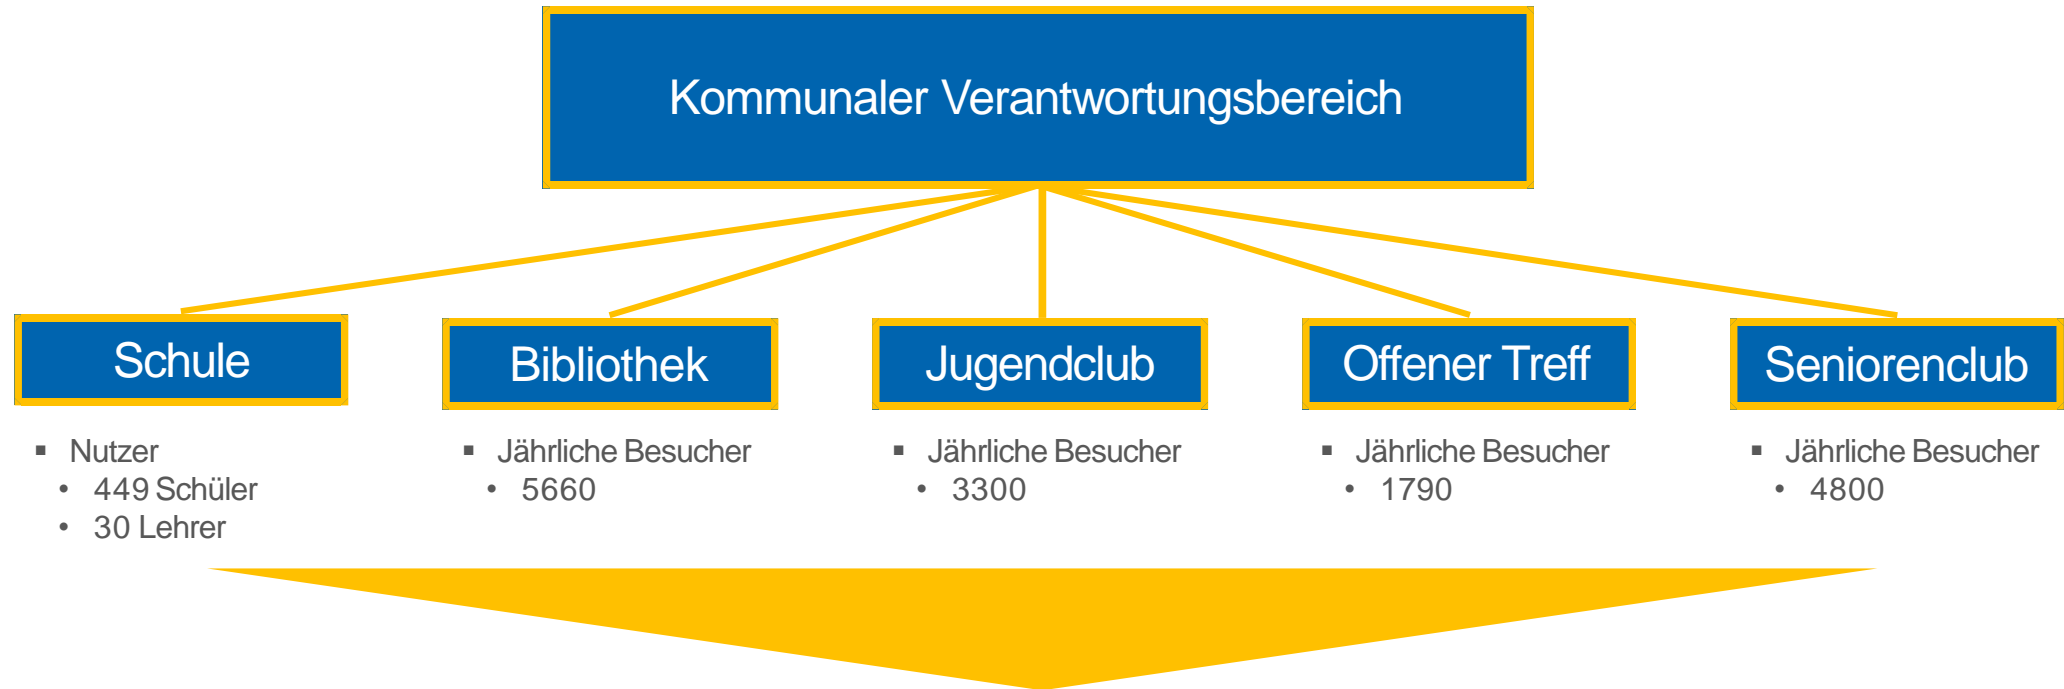 Kommunaler Verantwortungsbereich
Schule
Bibliothek
Jugendclub
Offener Treff
Seniorenclub
▪ Nutzer
• 449 Schüler
• 30 Lehrer
▪ Jährliche Besucher
• 5660
▪ Jährliche Besucher
• 3300
▪ Jährliche Besucher
• 1790
▪ Jährliche Besucher
• 4800